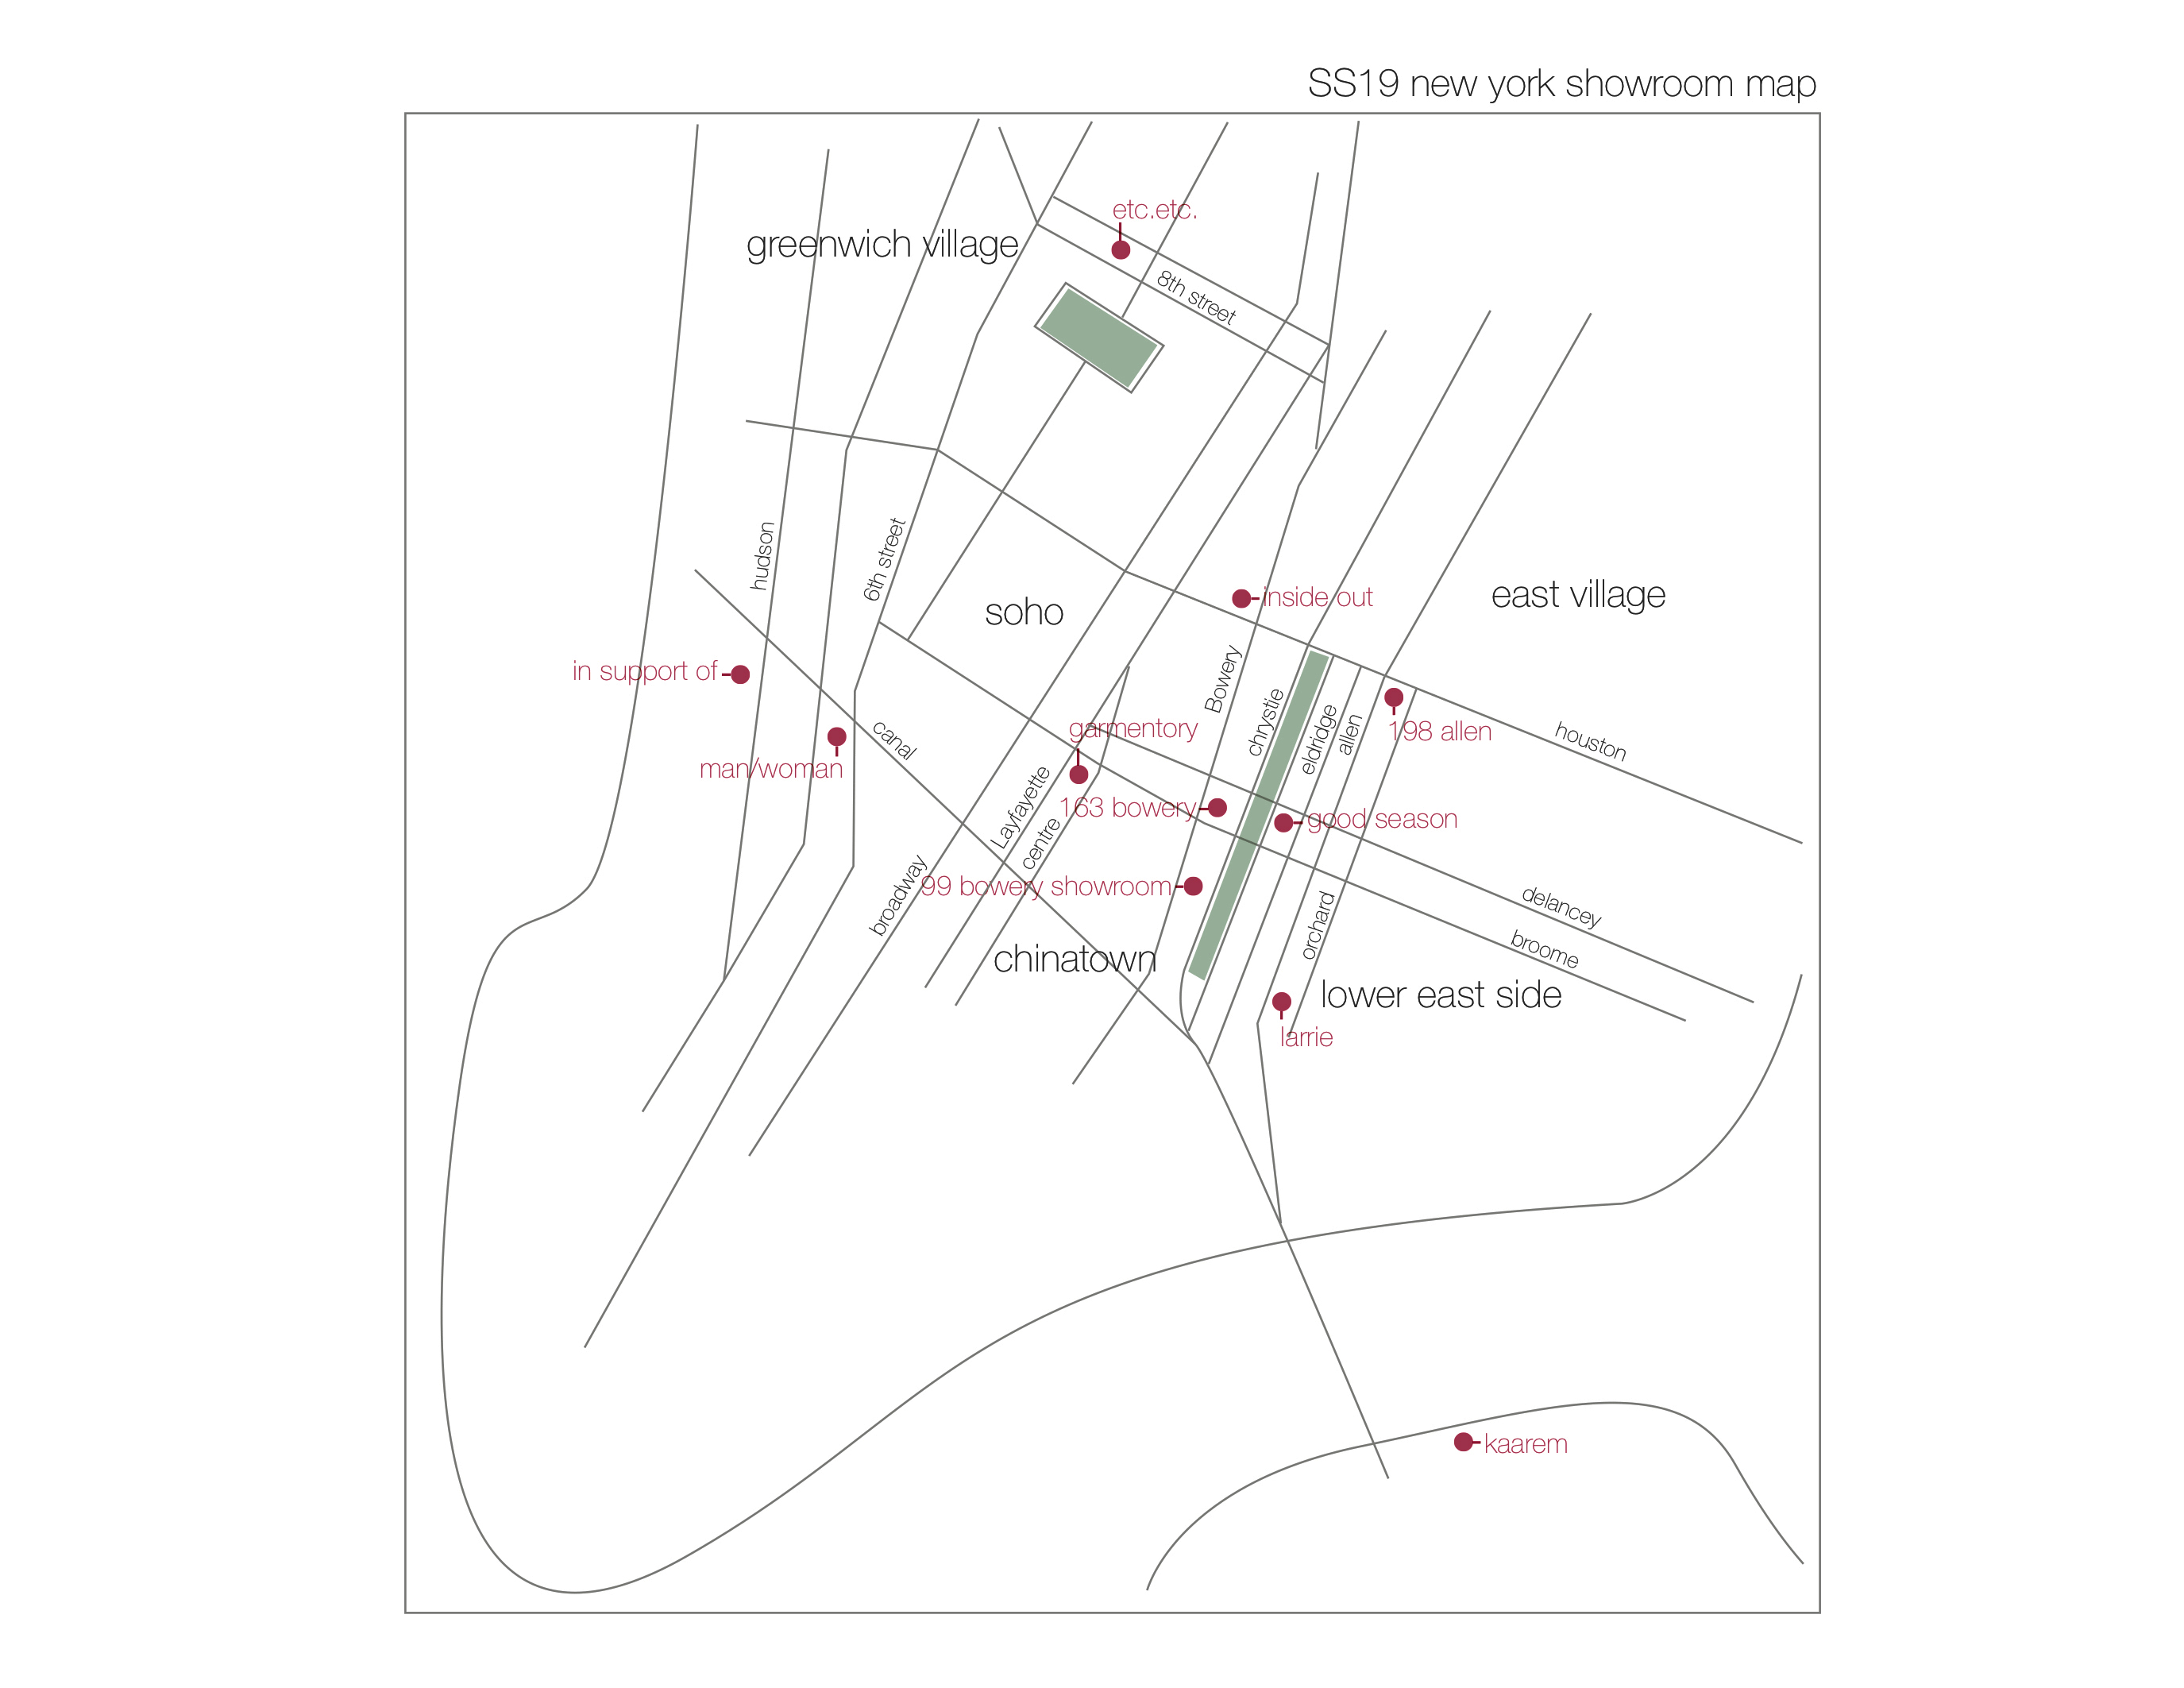 SS19 new york showroom map
etc.etc.
greenwich village
8th street
hudson
6th street
soho
inside out
east village
in support of
Bowery
chrystie
eldridge
allen
198 allen
houston
canal
garmentory
man/woman
Layfayette
centre
163 bowery
good season
broadway
99 bowery showroom
orchard
delancey
broome
chinatown
lower east side
larrie
kaarem